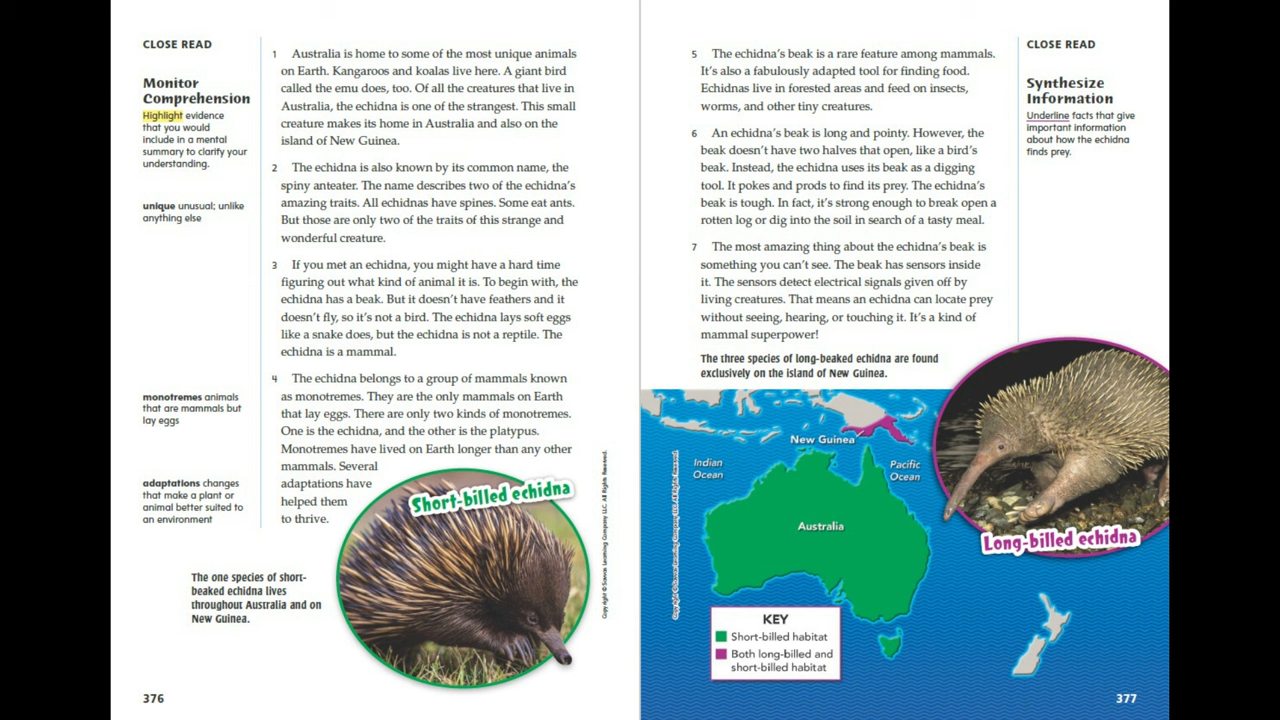 CLOSE READ
Monitor
Comprehension
Highlight evidence
that you would
include in a mental
summary to clarify your
understanding.
unique unusual; unlike
anything else
monotremes animals
that are mammals but
lay eggs
adaptations changes
that make a plant or
animal better suited to
an environment
1 Australia is home to some of the most unique animals
on Earth. Kangaroos and koalas live here. A giant bird
called the emu does, too. Of all the creatures that live in
Australia, the echidna is one of the strangest. This small
creature makes its home in Australia and also on the
island of New Guinea.
2 The echidna is also known by its common name, the
spiny anteater. The name describes two of the echidna's
amazing traits. All echidnas have spines. Some eat ants.
But those are only two of the traits of this strange and
wonderful creature.
3 If you met an echidna, you might have a hard time
figuring out what kind of animal it is. To begin with, the
echidna has a beak. But it doesn't have feathers and it
doesn't fly, so it's not a bird. The echidna lays soft eggs
like a snake does, but the echidna is not a reptile. The
echidna is a mammal.
4 The echidna belongs to a group of mammals known
as monotremes. They are the only mammals on Earth
that lay eggs. There are only two kinds of monotremes.
One is the echidna, and the other is the platypus.
Monotremes have lived on Earth longer than any other
mammals. Several
adaptations have
helped them
to thrive.
Short-billed echidna
The one species of short-
beaked echidna lives
throughout Australia and on
New Guinea.
Copyright © Savvas Learning Company LLC. All Rights Reserved.
376
5 The echidna's beak is a rare feature among mammals.
It's also a fabulously adapted tool for finding food.
Echidnas live in forested areas and feed on insects,
worms, and other tiny creatures.
6 An echidna's beak is long and pointy. However, the
beak doesn't have two halves that open, like a bird's
beak. Instead, the echidna uses its beak as a digging
tool. It pokes and prods to find its prey. The echidna's
beak is tough. In fact, it's strong enough to break open a
rotten log or dig into the soil in search of a tasty meal.
7 The most amazing thing about the echidna's beak is
something you can't see. The beak has sensors inside
it. The sensors detect electrical signals given off by
living creatures. That means an echidna can locate prey
without seeing, hearing, or touching it. It's a kind of
mammal superpower!
The three species of long-beaked echidna are found
exclusively on the island of New Guinea.
CLOSE READ
Synthesize
Information
Underline facts that give
important information
about how the echidna
finds prey.
New Guinea
Indian
Ocean
Pacific
Ocean
Australia
Long-billed echidna
KEY
Short-billed habitat
Both long-billed and
short-billed habitat
Copyright © Savvas Learning Company LLC. All Rights Reserved.
377